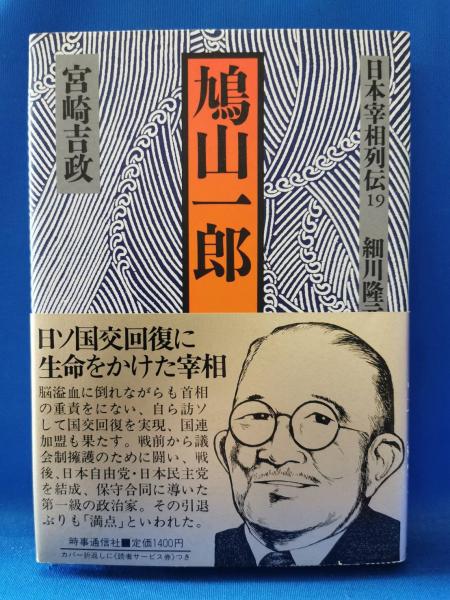 日本宰相列伝19
細川隆
鳩山一郎
宮崎吉政
日ソ国交回復に
生命をかけた宰相
脳溢血に倒れながらも首相
の重責をにない、自ら訪ソ
して国交回復を実現、国連
加盟も果たす。戦前から議
会制擁護のために闘い、戦
後、日本自由党・日本民主党
を結成、保守合同に導いた
第一級の政治家。その引退
ぶりも「満点」といわれた。
時事通信社■定価1400円
カバー折返しに《読者サービス券》つき